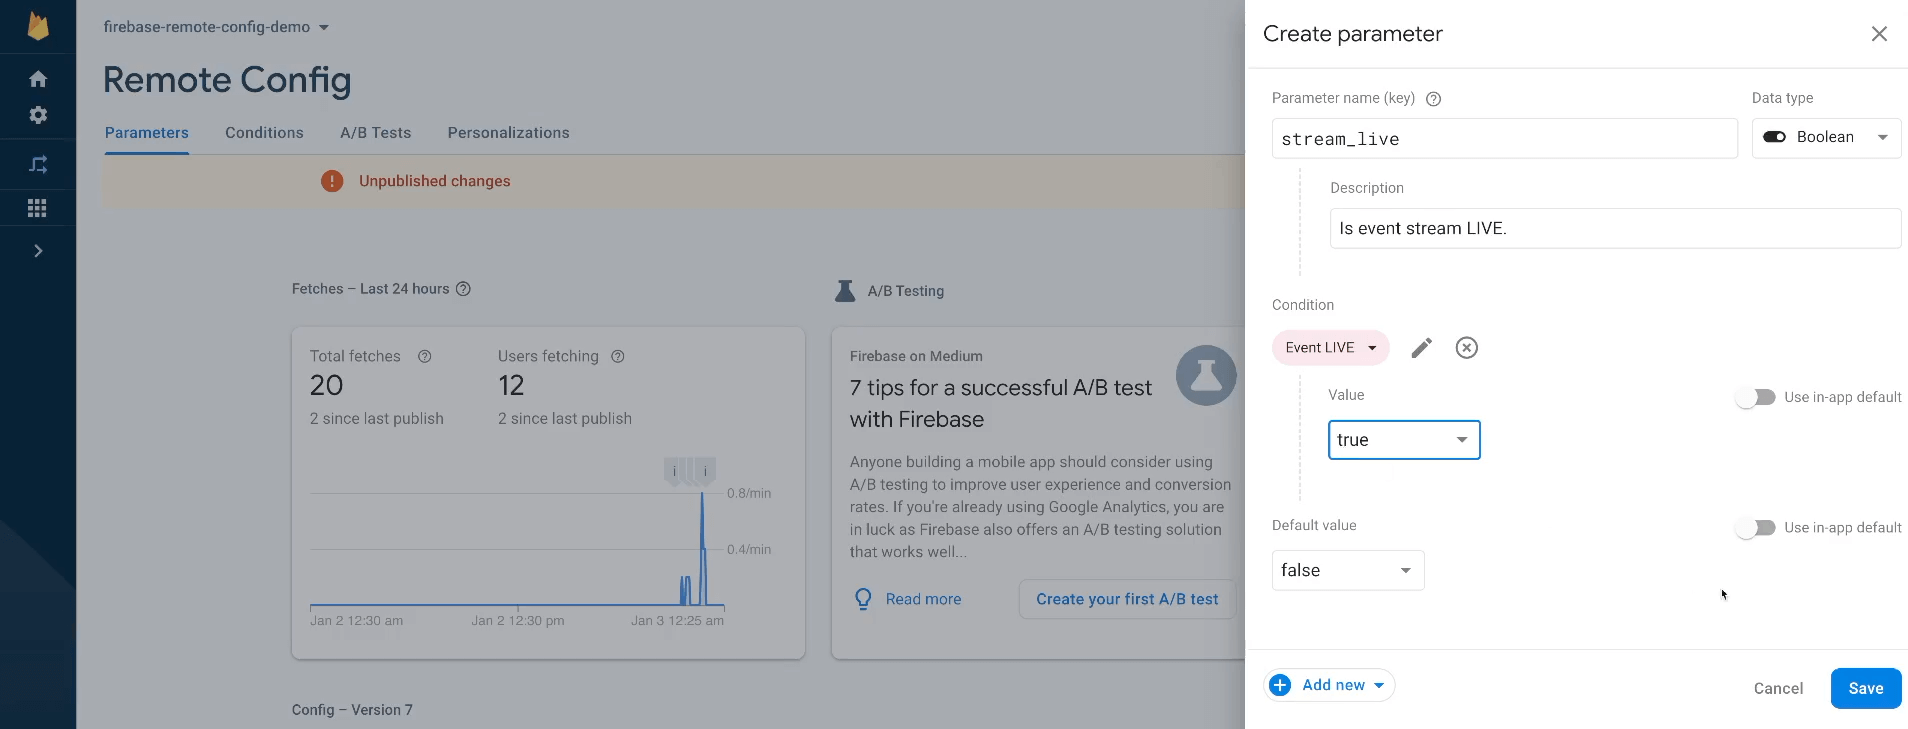 firebase-remote-config-demo
Remote Config
Parameters Conditions A/B Tests Personalizations
! Unpublished changes
Fetches – Last 24 hours ?
Total fetches ? Users fetching ?
20 12
2 since last publish 2 since last publish
i i
0.8/min
0.4/min
Jan 2 12:30 am Jan 2 12:30 pm Jan 3 12:25 am
A/B Testing
Firebase on Medium
7 tips for a successful A/B test
with Firebase
Anyone building a mobile app should consider using
A/B testing to improve user experience and conversion
rates. If you're already using Google Analytics, you are
in luck as Firebase also offers an A/B testing solution
that works well...
Read more Create your first A/B test
Config – Version 7
Create parameter
Parameter name (key) ? Data type
stream_live Boolean
Description
Is event stream LIVE.
Condition
Event LIVE
Value Use in-app default
true
Default value Use in-app default
false
Add new Cancel Save